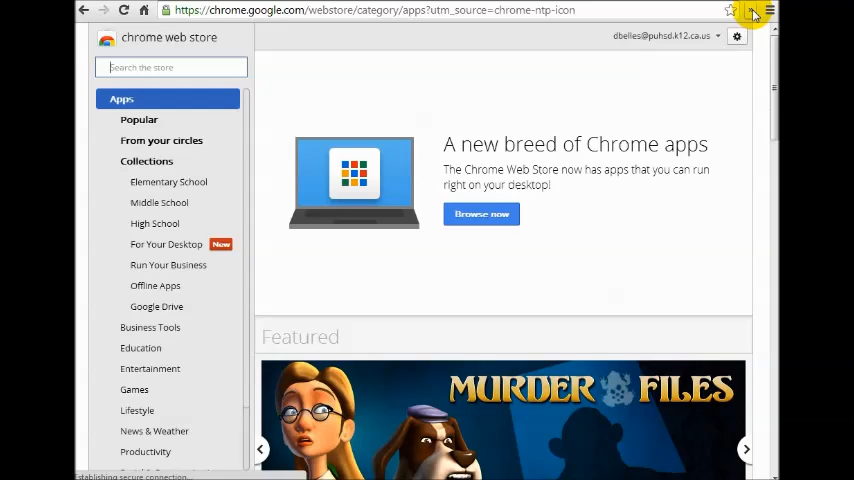 https://chrome.google.com/webstore/category/apps?utm_source=chrome-ntp-icon
chrome web store
dbelles@puhsd.k12.ca.us
Search the store
Apps
Popular
From your circles
Collections
Elementary School
Middle School
High School
For Your Desktop New
Run Your Business
Offline Apps
Google Drive
Business Tools
Education
Entertainment
Games
Lifestyle
News & Weather
Productivity
A new breed of Chrome apps
The Chrome Web Store now has apps that you can run
right on your desktop!
Browse now
Featured
MURDER FILES
Establishing secure connection...